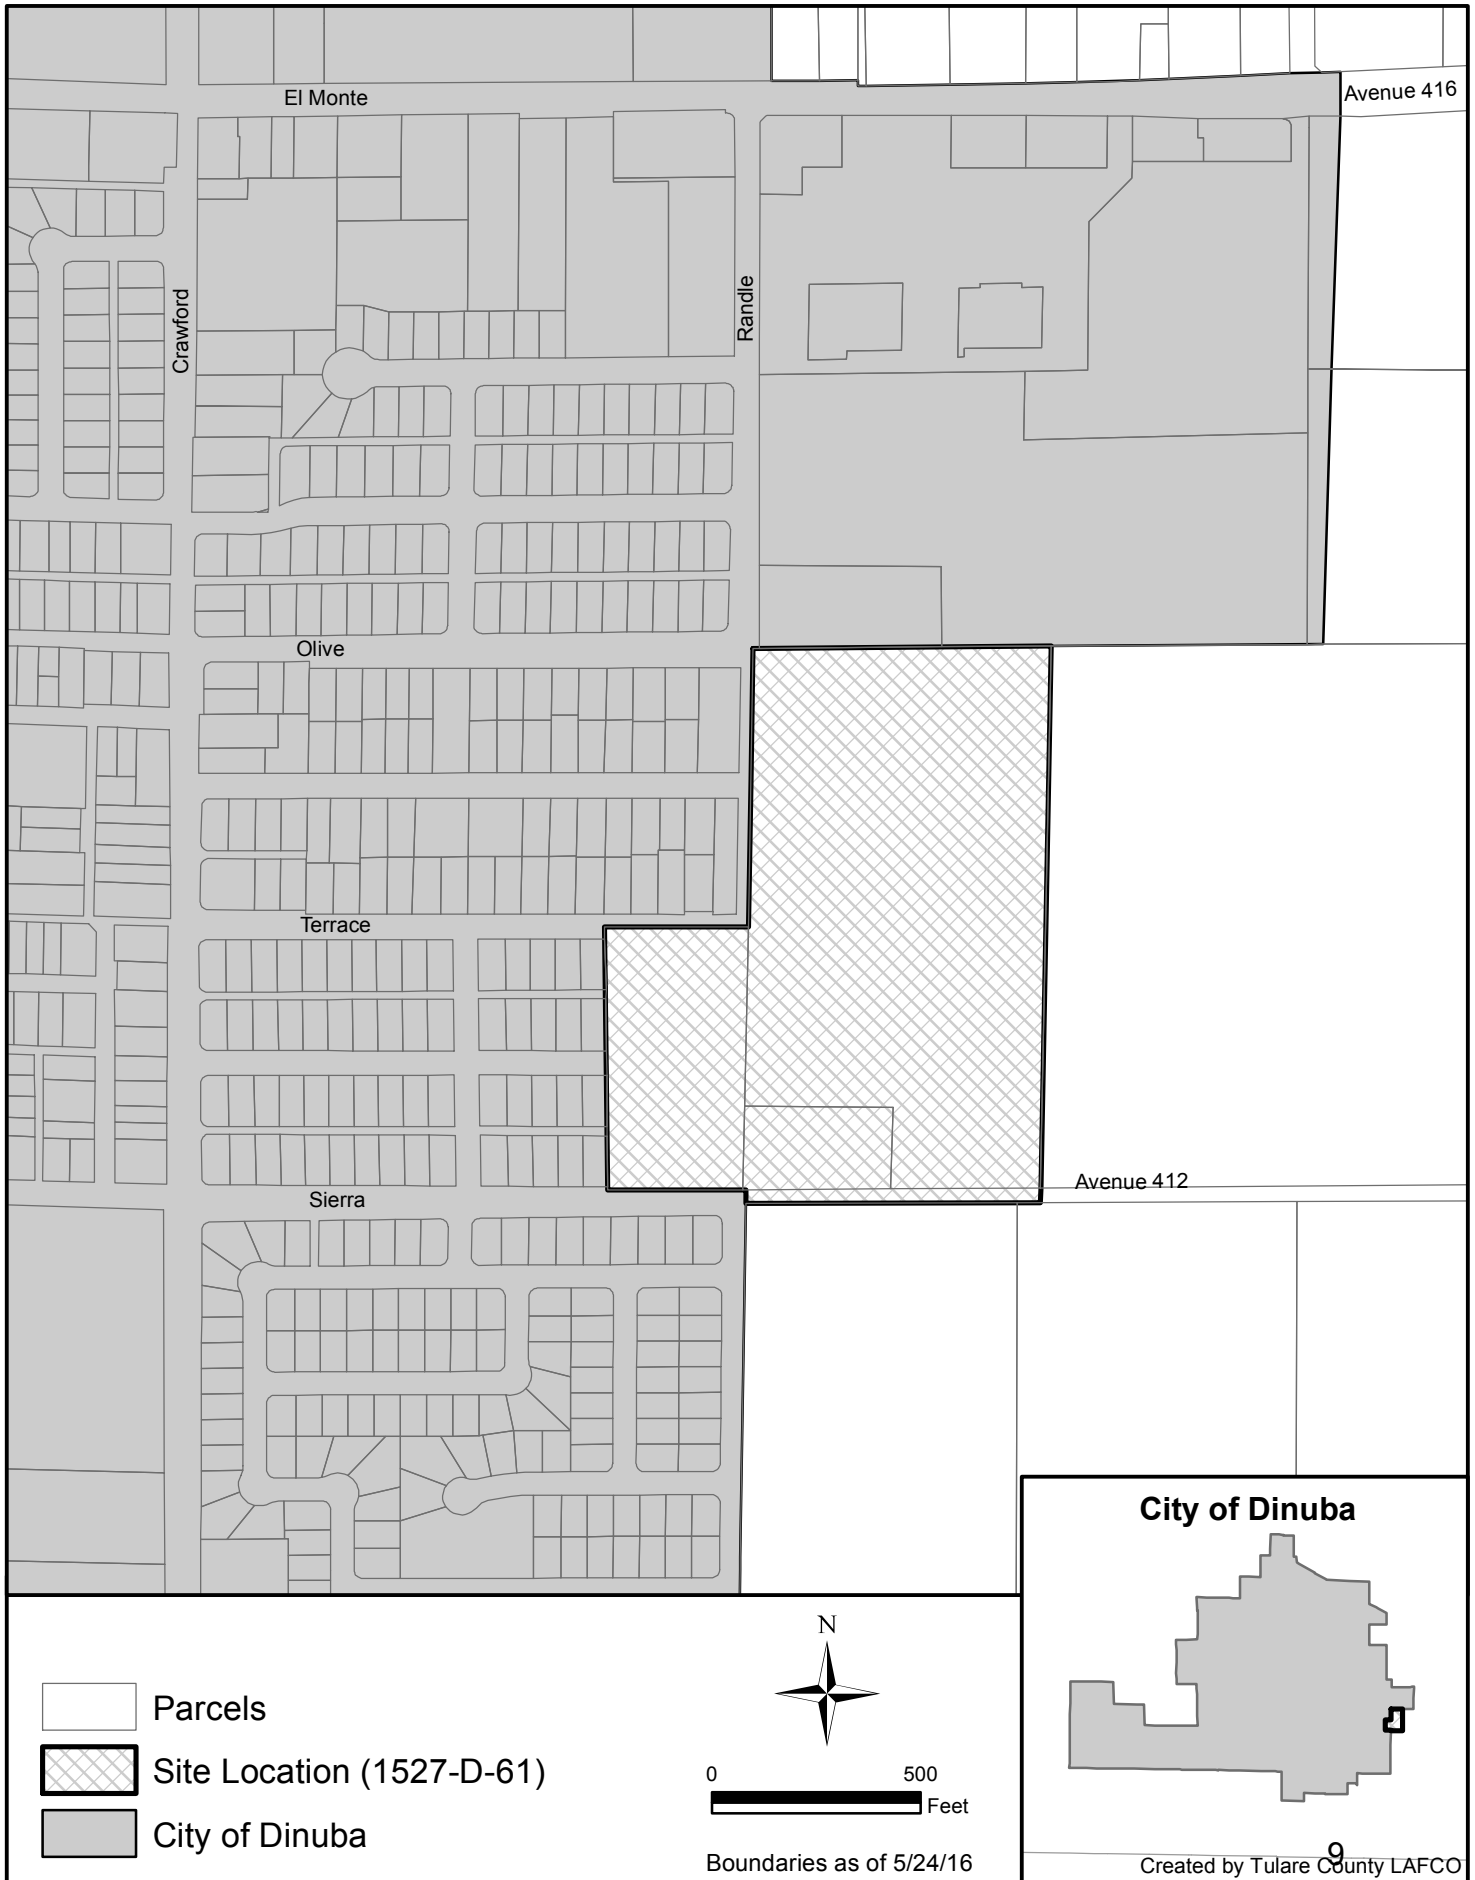 El Monte
Avenue 416
Crawford
Randle
Olive
Terrace
Sierra
Avenue 412
City of Dinuba
N
Parcels
Site Location (1527-D-61)
City of Dinuba
0 500
Feet
Boundaries as of 5/24/16
9
Created by Tulare County LAFCO